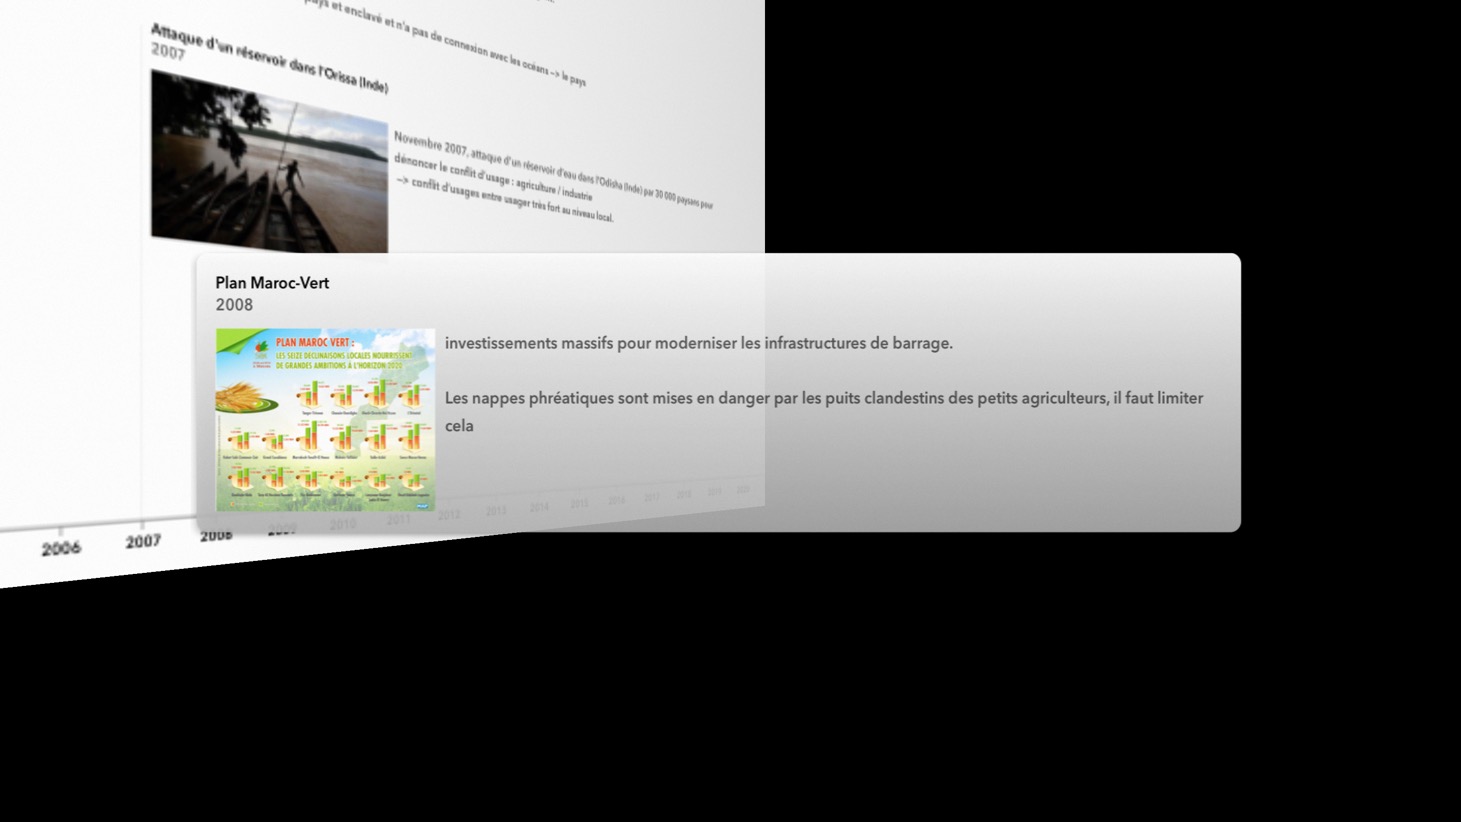 pays et enclavé et n'a pas de connexion avec les océans --> le pays
Attaque d'un réservoir dans l'Orissa (Inde)
2007
Novembre 2007, attaque d'un réservoir d'eau dans l'Odisha (Inde) par 30 000 paysans pour
dénoncer le conflit d'usage : agriculture / industrie
--> conflit d'usages entre usager très fort au niveau local.
Plan Maroc-Vert
2008
PLAN MAROC VERT :
LES SEIZE DECLINAISONS LOCALES NOURRISSENT
DE GRANDES AMBITIONS À L'HORIZON 2020
investissements massifs pour moderniser les infrastructures de barrage.
Les nappes phréatiques sont mises en danger par les puits clandestins des petits agriculteurs, il faut limiter
cela
2006 2007 2008 2009 2010 2011 2012 2013 2014 2015 2016 2017 2018 2019